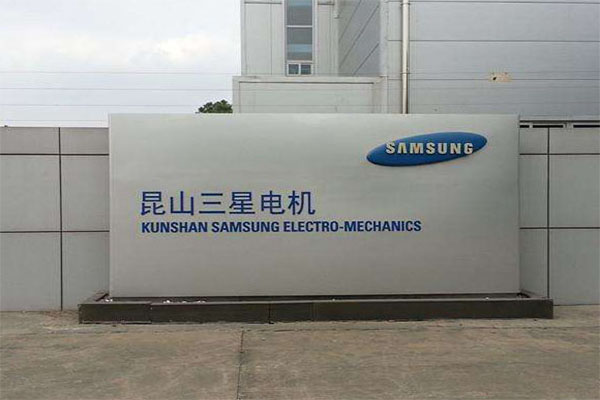 SAMSUNG
昆山三星电机
KUNSHAN SAMSUNG ELECTRO-MECHANICS